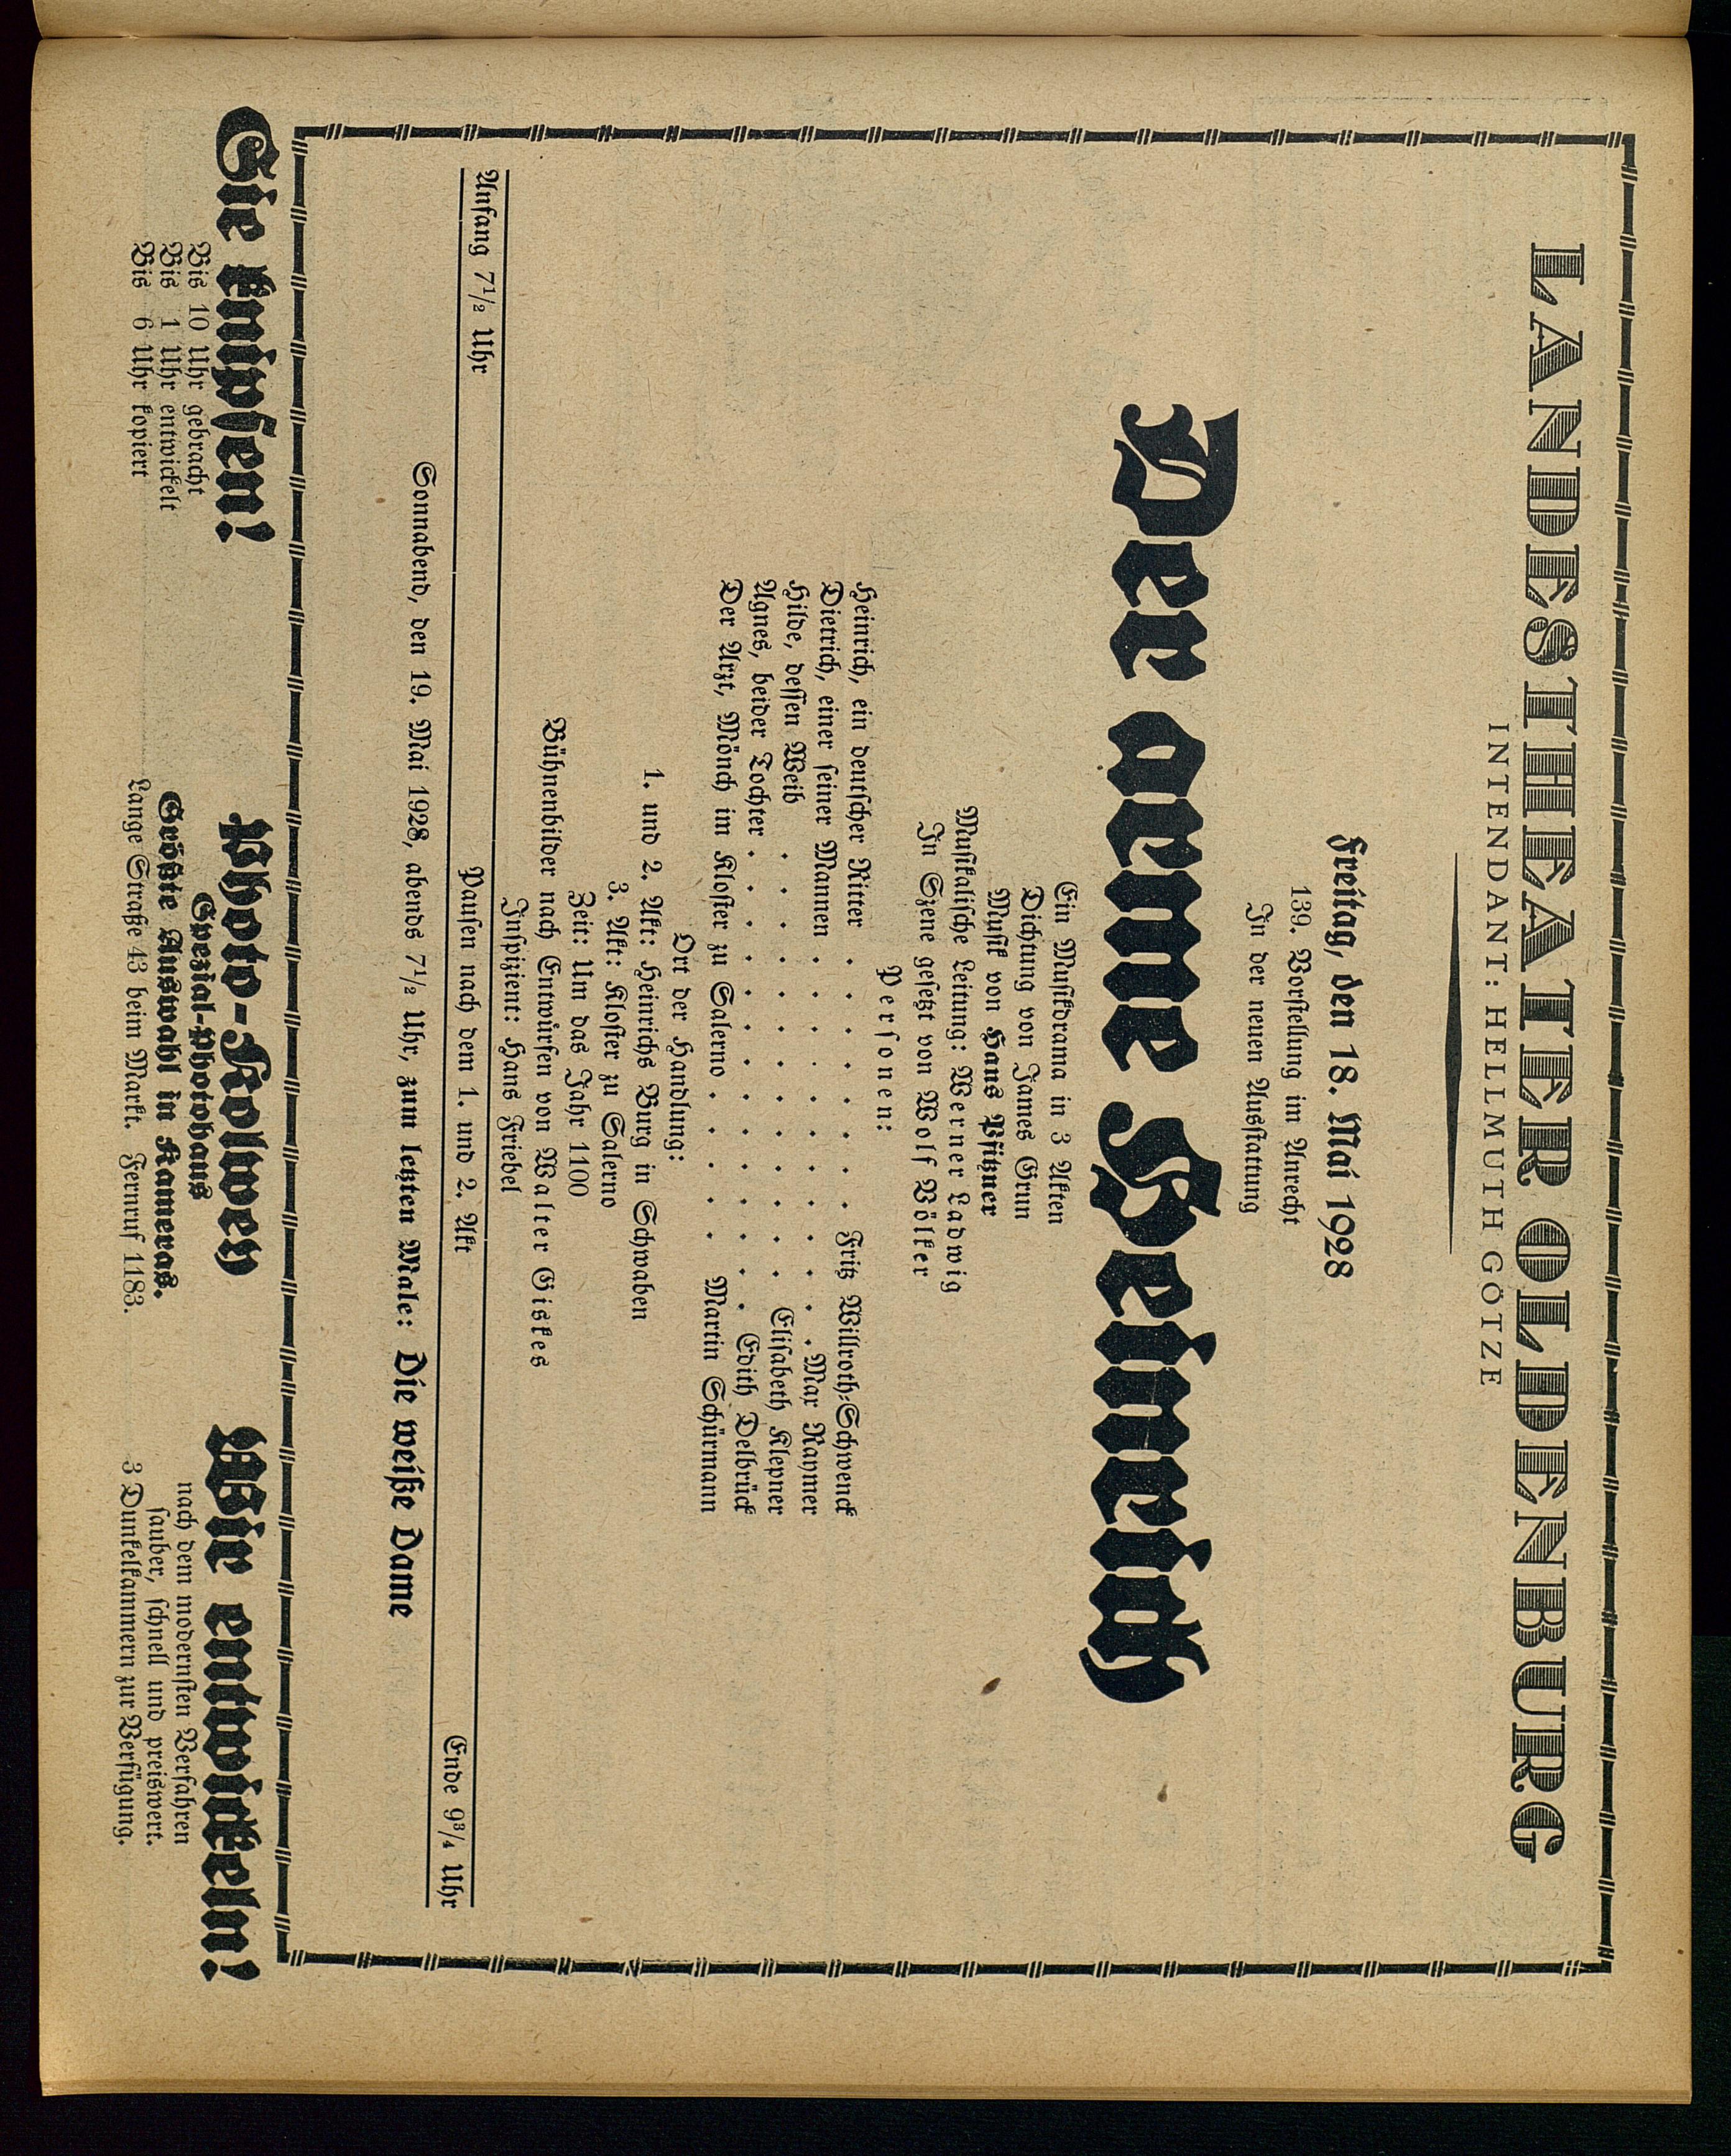 LANDESTHEATER OLDENBURG
INTENDANT: HELLMUTH GÖTZE
Freitag, den 18. Mai 1928
139. Vorstellung im Anrecht
In der neuen Ausstattung
Der arme Heinrich
Ein Musikdrama in 3 Akten
Dichtung von James Grun
Musik von Hans Pfitzner
Musikalische Leitung: Werner Ladwig
In Szene gesetzt von Wolf Völker
Personen:
Heinrich, ein deutscher Ritter . . . . . Fritz Willroth-Schwenck
Dietrich, einer seiner Mannen . . . . . . . Max Rayner
Hilde, dessen Weib . . . . . . . . Elisabeth Klepner
Agnes, beider Tochter . . . . . . . . Edith Delbrück
Der Arzt, Mönch im Kloster zu Salerno . . . . . Martin Schürmann
Ort der Handlung:
1. und 2. Akt: Heinrichs Burg in Schwaben
3. Akt: Kloster zu Salerno
Zeit: Um das Jahr 1100
Bühnenbilder nach Entwürfen von Walter Giskes
Inspizient: Hans Friebel
Anfang 7½ Uhr Pausen nach dem 1. und 2. Akt Ende 9¾ Uhr
Sonnabend, den 19. Mai 1928, abends 7½ Uhr, zum letzten Male: Die weiße Dame
Sie knipsen!
Bis 10 Uhr gebracht
Bis 1 Uhr entwickelt
Bis 6 Uhr kopiert
Photo-Kolwey
Spezial-Photohaus
Größte Auswahl in Kameras.
Lange Straße 43 beim Markt. Fernruf 1183.
Wir entwickeln!
nach dem modernsten Verfahren
sauber, schnell und preiswert.
3 Dunkelkammern zur Verfügung.